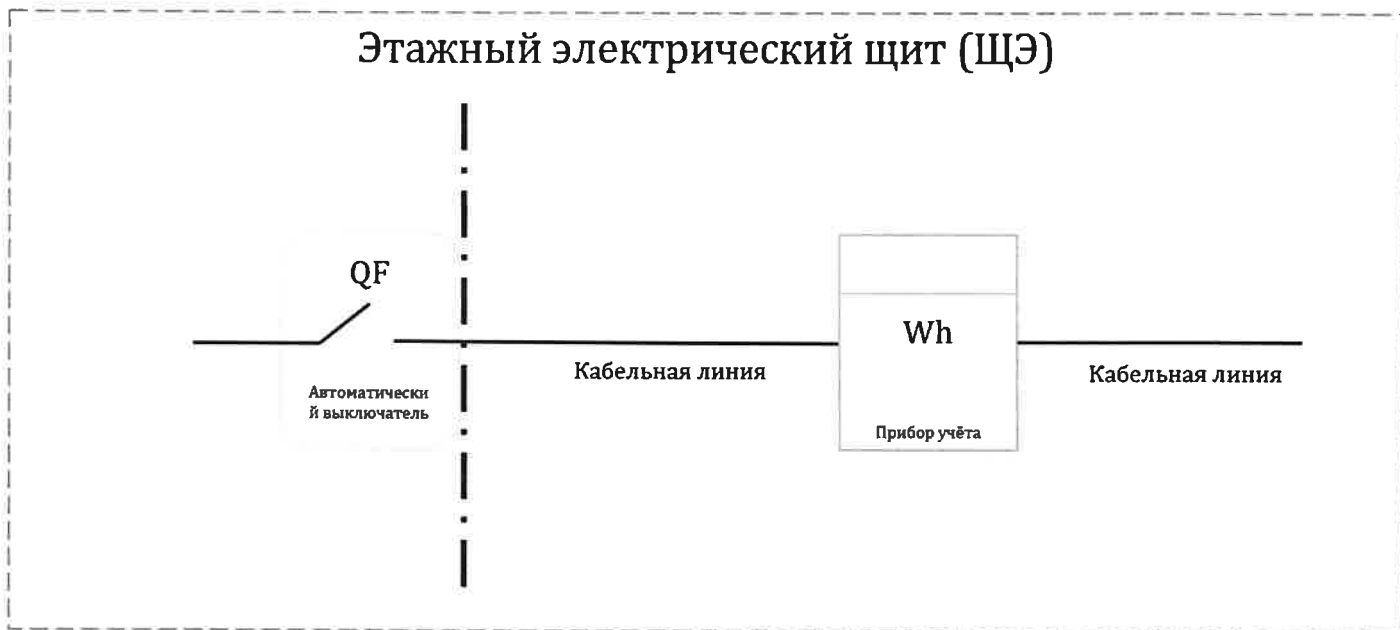 Этажный электрический щит (ЩЭ)
QF
Автоматически
й выключатель
Кабельная линия
Wh
Прибор учёта
Кабельная линия